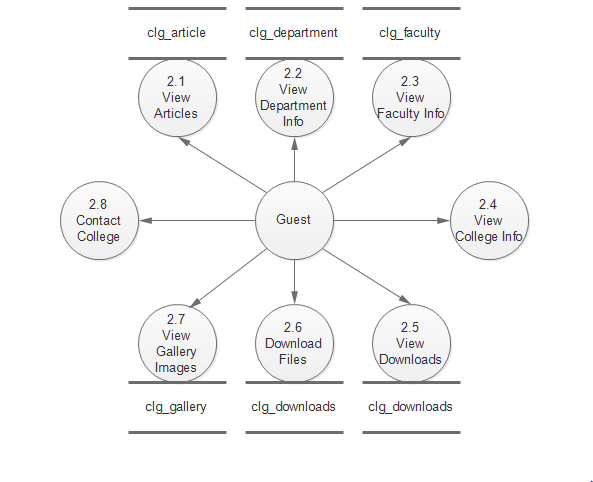 clg_article
clg_department
clg_faculty
2.1
View
Articles
2.2
View
Department
Info
2.3
View
Faculty Info
2.8
Contact
College
Guest
2.4
View
College Info
2.7
View
Gallery
Images
2.6
Download
Files
2.5
View
Downloads
clg_gallery
clg_downloads
clg_downloads